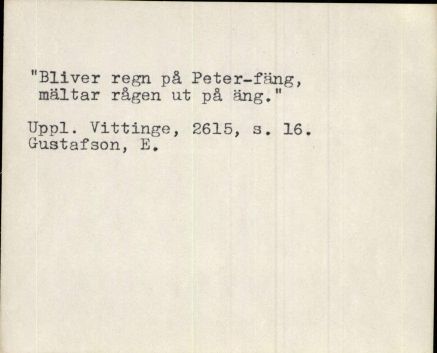 "Bliver regn på Peter-fäng,
mältar rågen ut på äng."
Uppl. Vittinge, 2615, s. 16.
Gustafson, E.